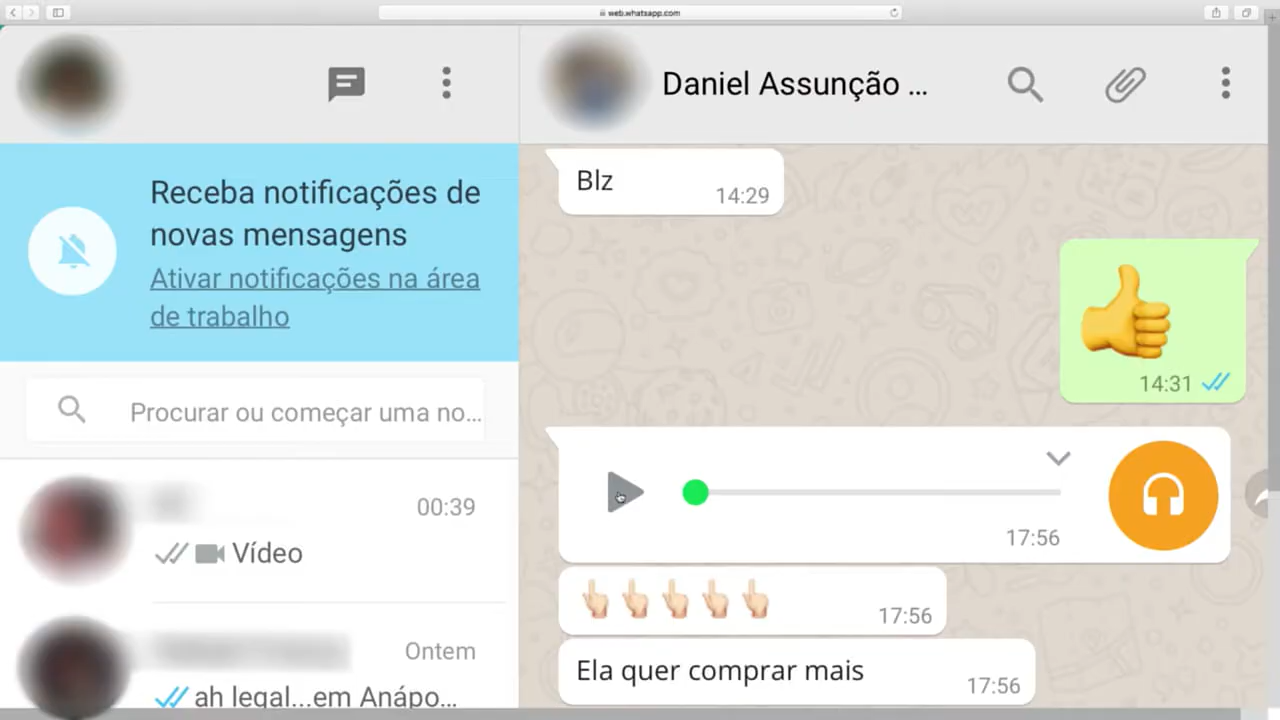 web.whatsapp.com
Daniel Assunção ...
Receba notificações de
novas mensagens
Ativar notificações na área
de trabalho
Procurar ou começar uma no...
00:39
Vídeo
Ontem
ah legal...em Anápo...
Blz
14:29
14:31
17:56
17:56
Ela quer comprar mais
17:56